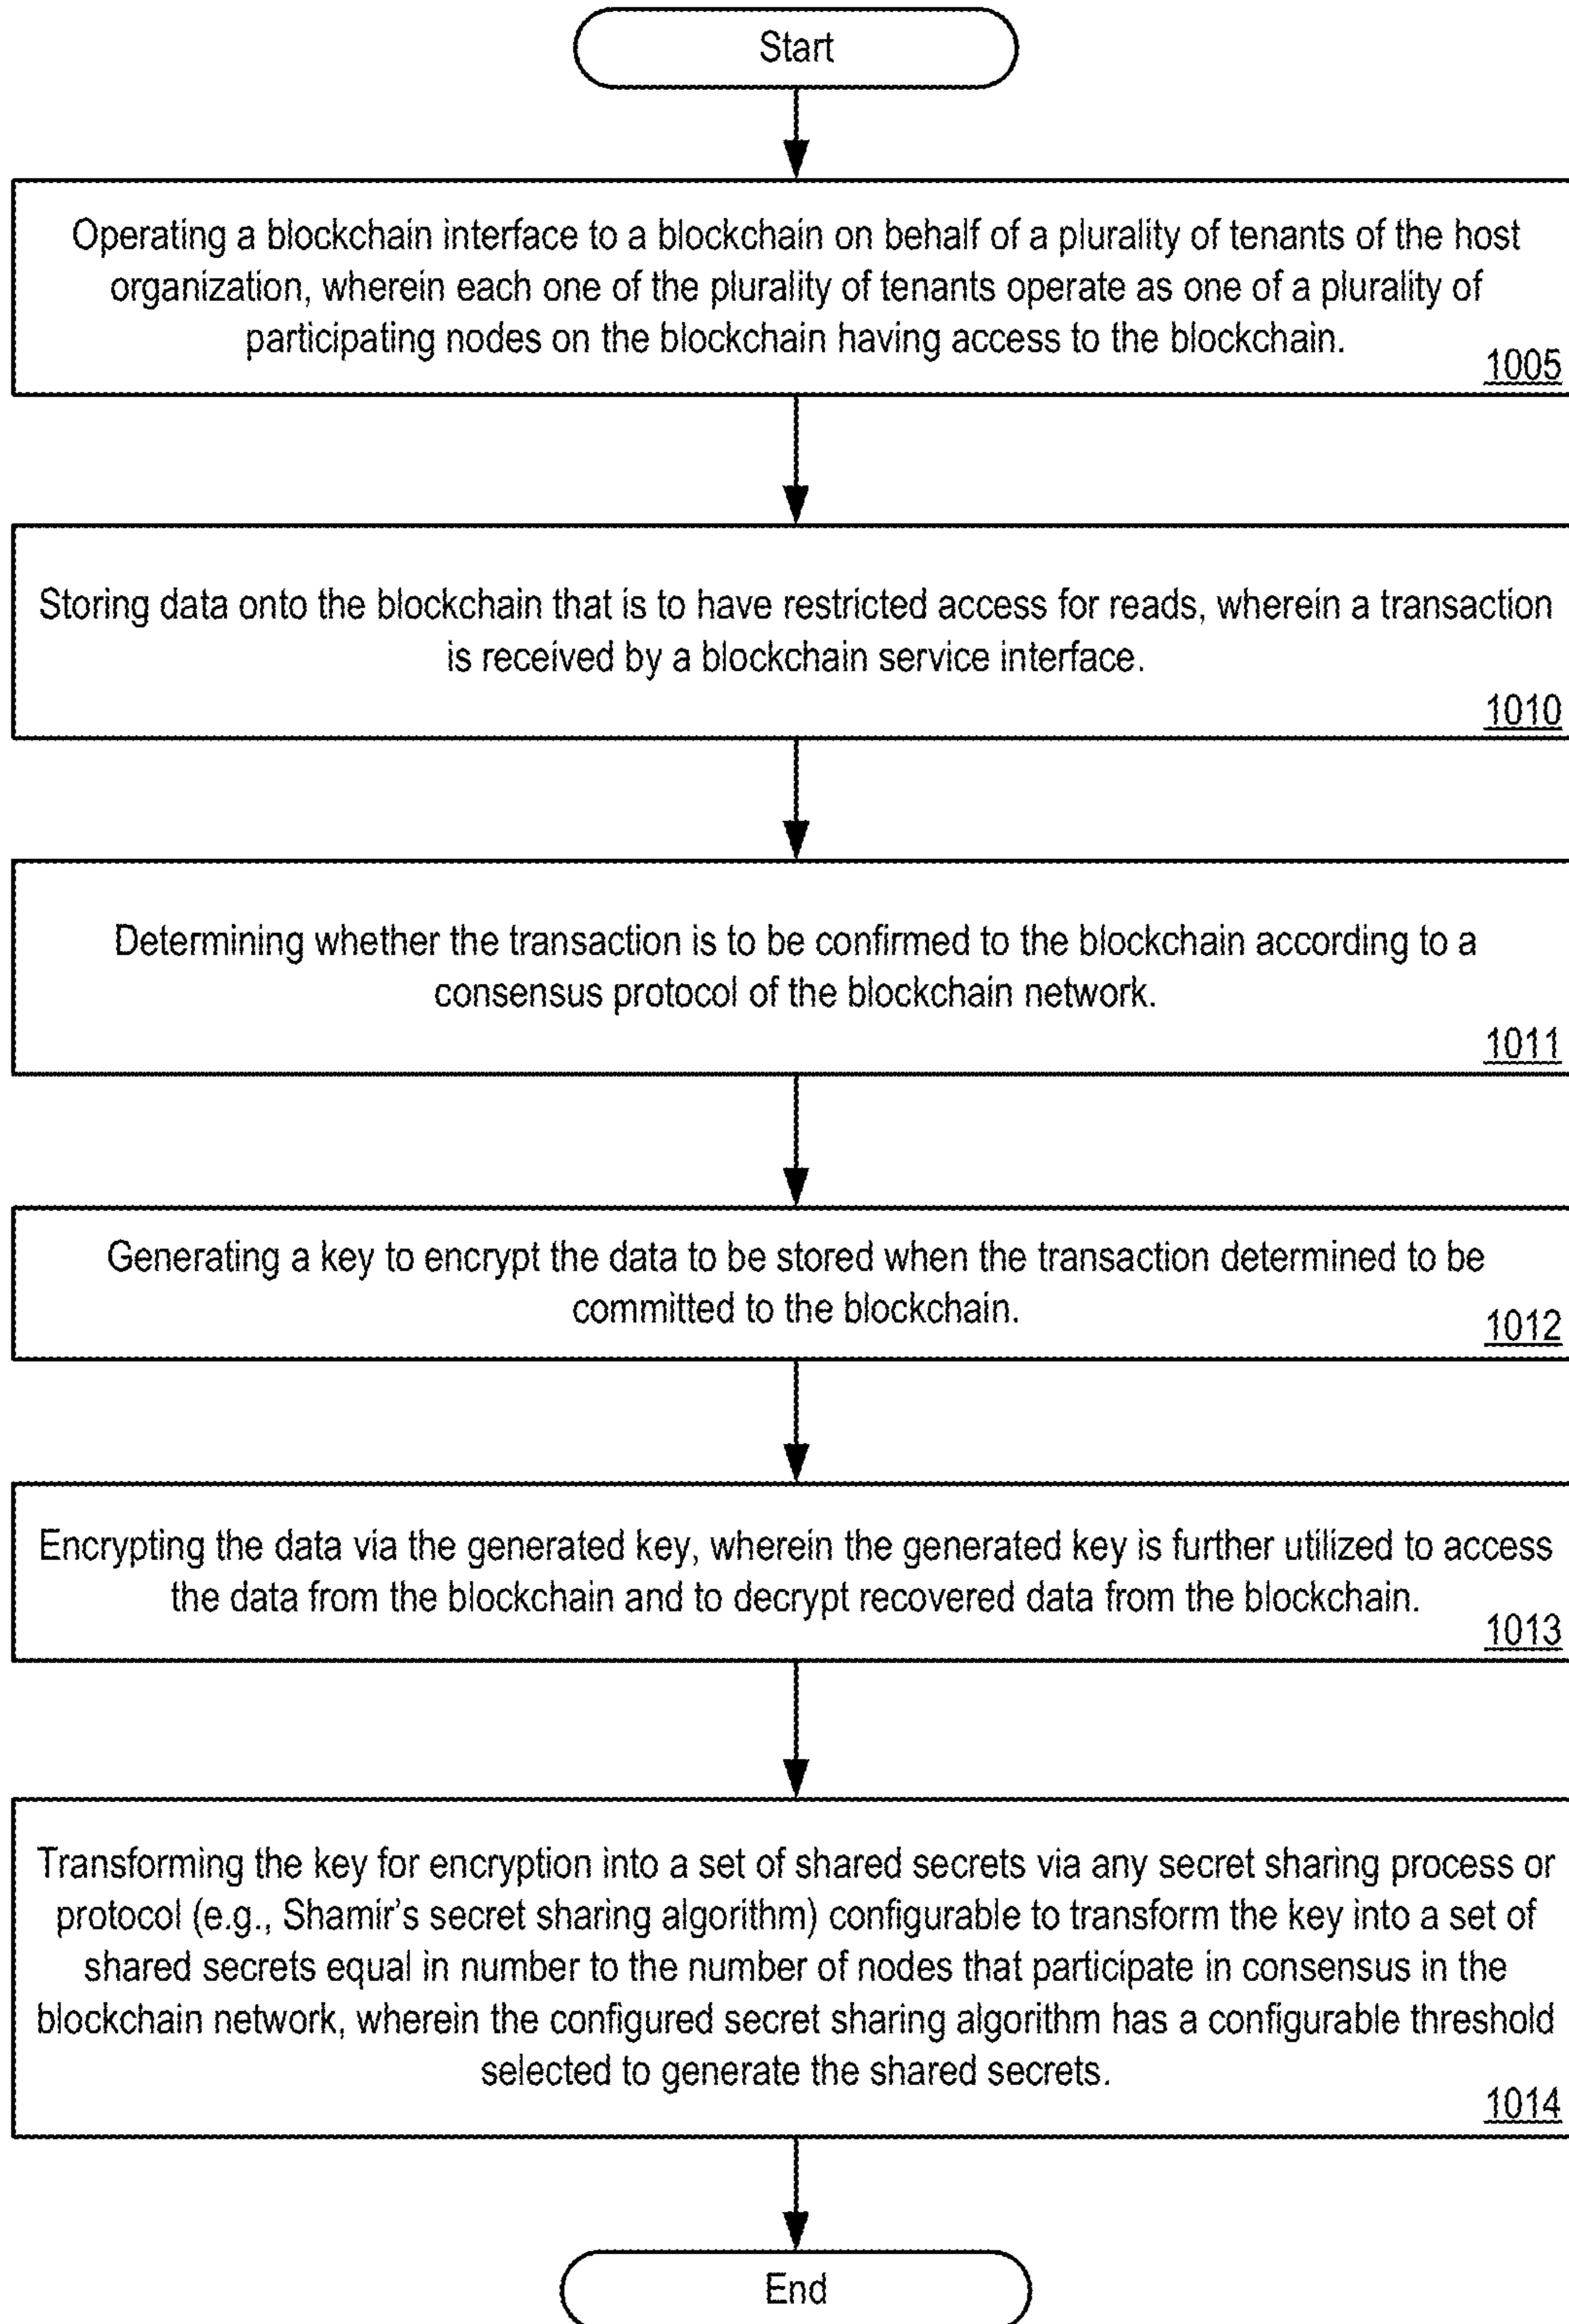 Start
Operating a blockchain interface to a blockchain on behalf of a plurality of tenants of the host
organization, wherein each one of the plurality of tenants operate as one of a plurality of
participating nodes on the blockchain having access to the blockchain.
1005
Storing data onto the blockchain that is to have restricted access for reads, wherein a transaction
is received by a blockchain service interface.
1010
Determining whether the transaction is to be confirmed to the blockchain according to a
consensus protocol of the blockchain network.
1011
Generating a key to encrypt the data to be stored when the transaction determined to be
committed to the blockchain.
1012
Encrypting the data via the generated key, wherein the generated key is further utilized to access
the data from the blockchain and to decrypt recovered data from the blockchain.
1013
Transforming the key for encryption into a set of shared secrets via any secret sharing process or
protocol (e.g., Shamir's secret sharing algorithm) configurable to transform the key into a set of
shared secrets equal in number to the number of nodes that participate in consensus in the
blockchain network, wherein the configured secret sharing algorithm has a configurable threshold
selected to generate the shared secrets.
1014
End